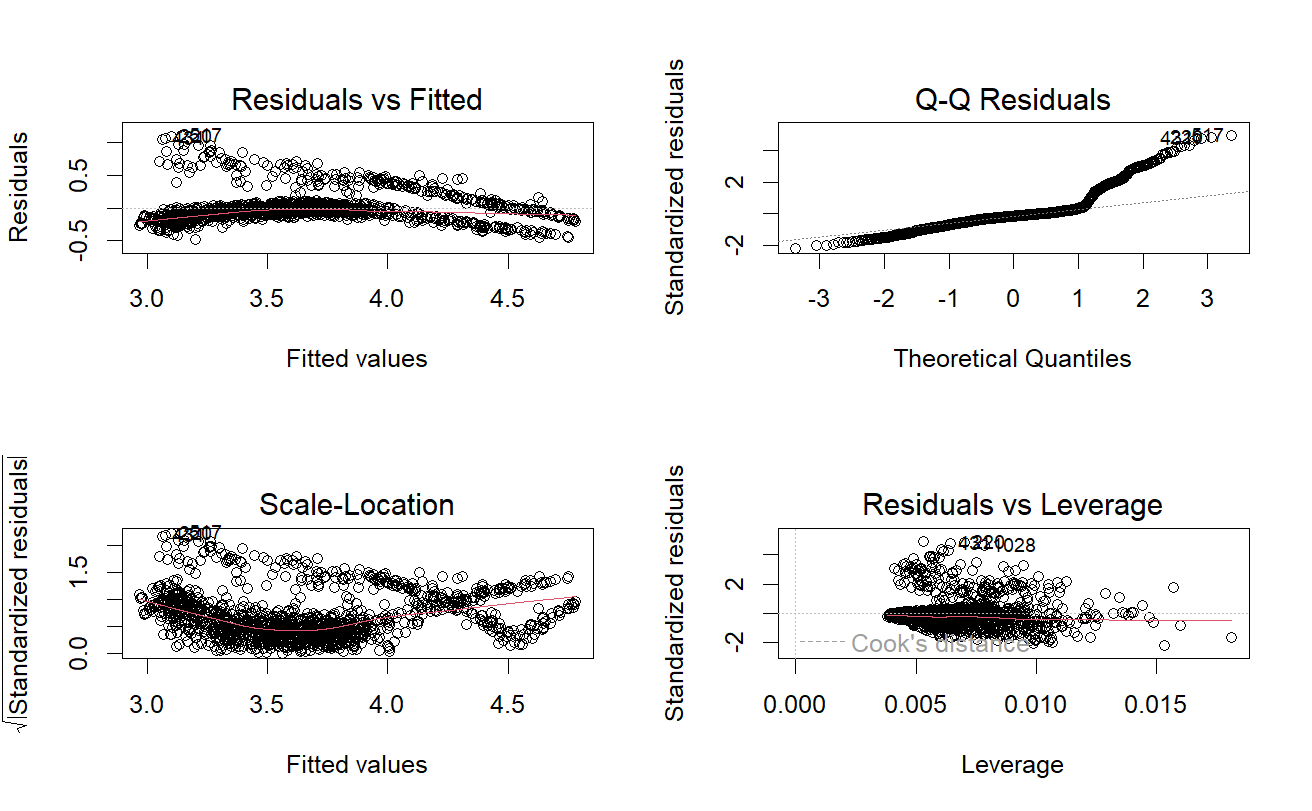 Residuals vs Fitted
Residuals
0.5
-0.5
3.0 3.5 4.0 4.5
Fitted values
Q-Q Residuals
Standardized residuals
2
-2
-3 -2 -1 0 1 2 3
Theoretical Quantiles
Scale-Location
√|Standardized residuals|
1.5
0.0
3.0 3.5 4.0 4.5
Fitted values
Residuals vs Leverage
1028
Standardized residuals
2
-2
Cook's distance
0.000 0.005 0.010 0.015
Leverage